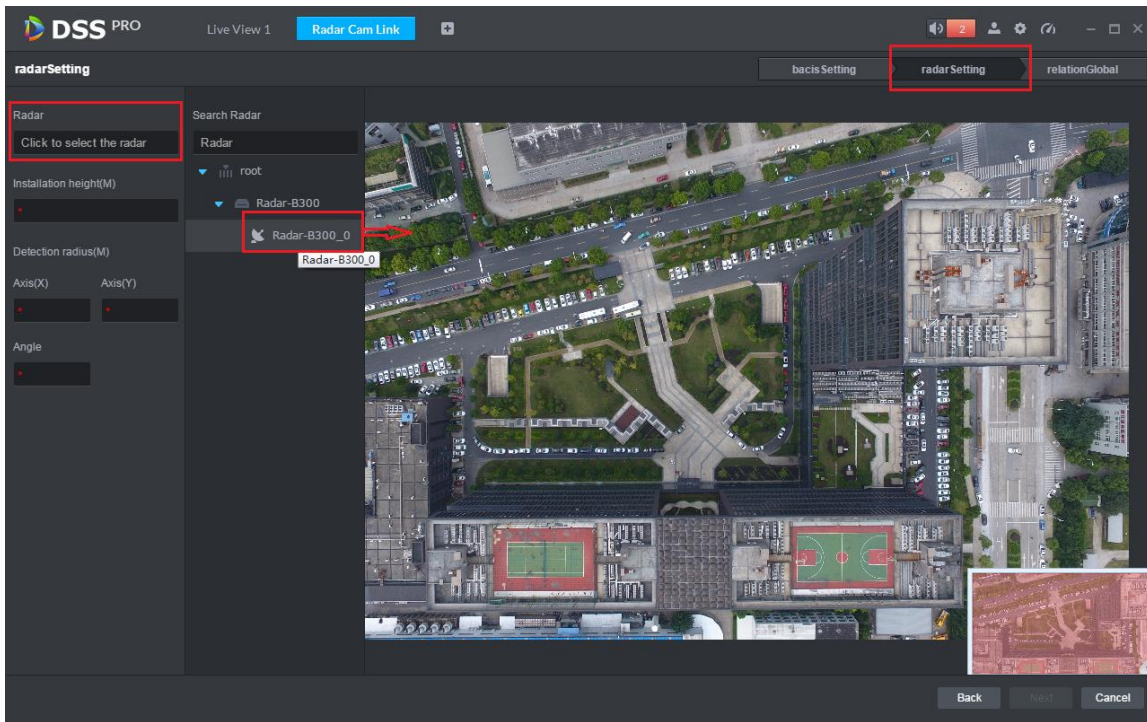 DSS PRO
Live View 1
Radar Cam Link
2
radarSetting
bacisSetting
radarSetting
relationGlobal
Radar
Click to select the radar
Installation height(M)
*
Detection radius(M)
Axis(X) Axis(Y)
* *
Angle
*
Search Radar
Radar
root
Radar-B300
Radar-B300_0
Radar-B300_0
Back
Next
Cancel